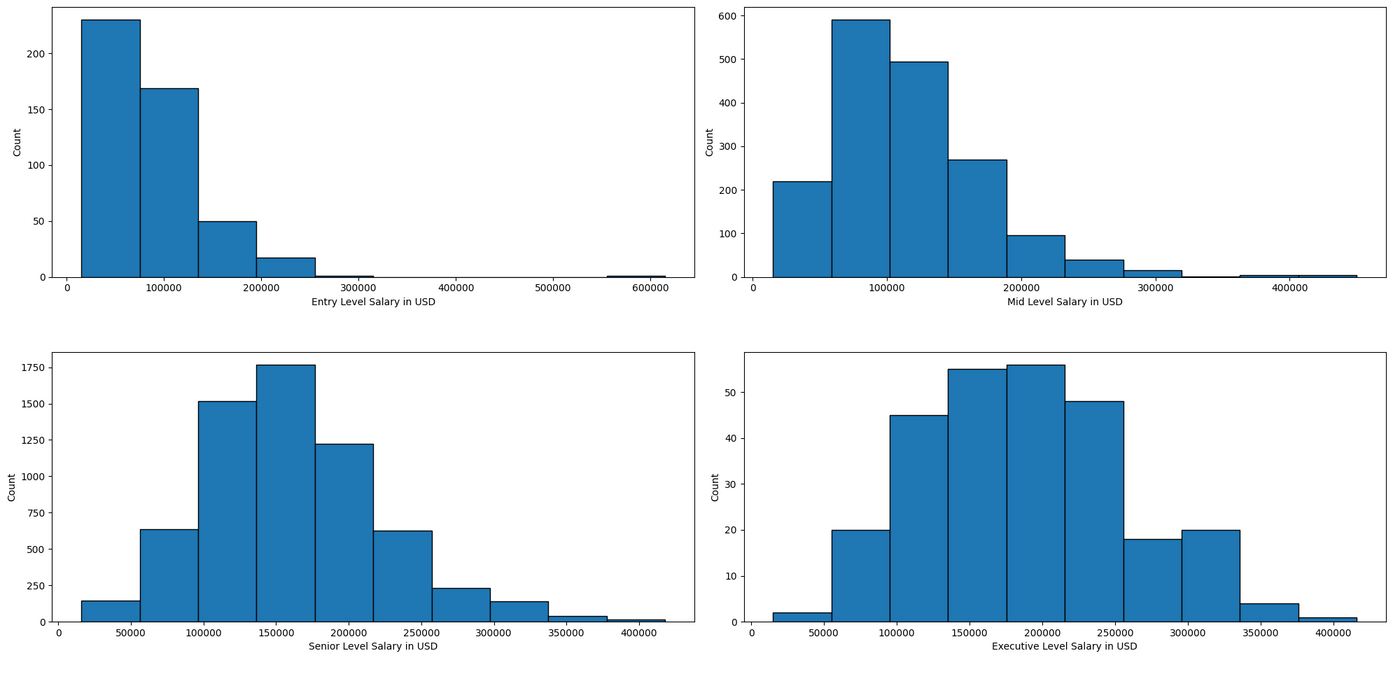 200
150
100
50
0
Count
0 100000 200000 300000 400000 500000 600000
Entry Level Salary in USD
600
500
400
300
200
100
0
Count
0 100000 200000 300000 400000
Mid Level Salary in USD
1750
1500
1250
1000
750
500
250
0
Count
0 50000 100000 150000 200000 250000 300000 350000 400000
Senior Level Salary in USD
50
40
30
20
10
0
Count
0 50000 100000 150000 200000 250000 300000 350000 400000
Executive Level Salary in USD